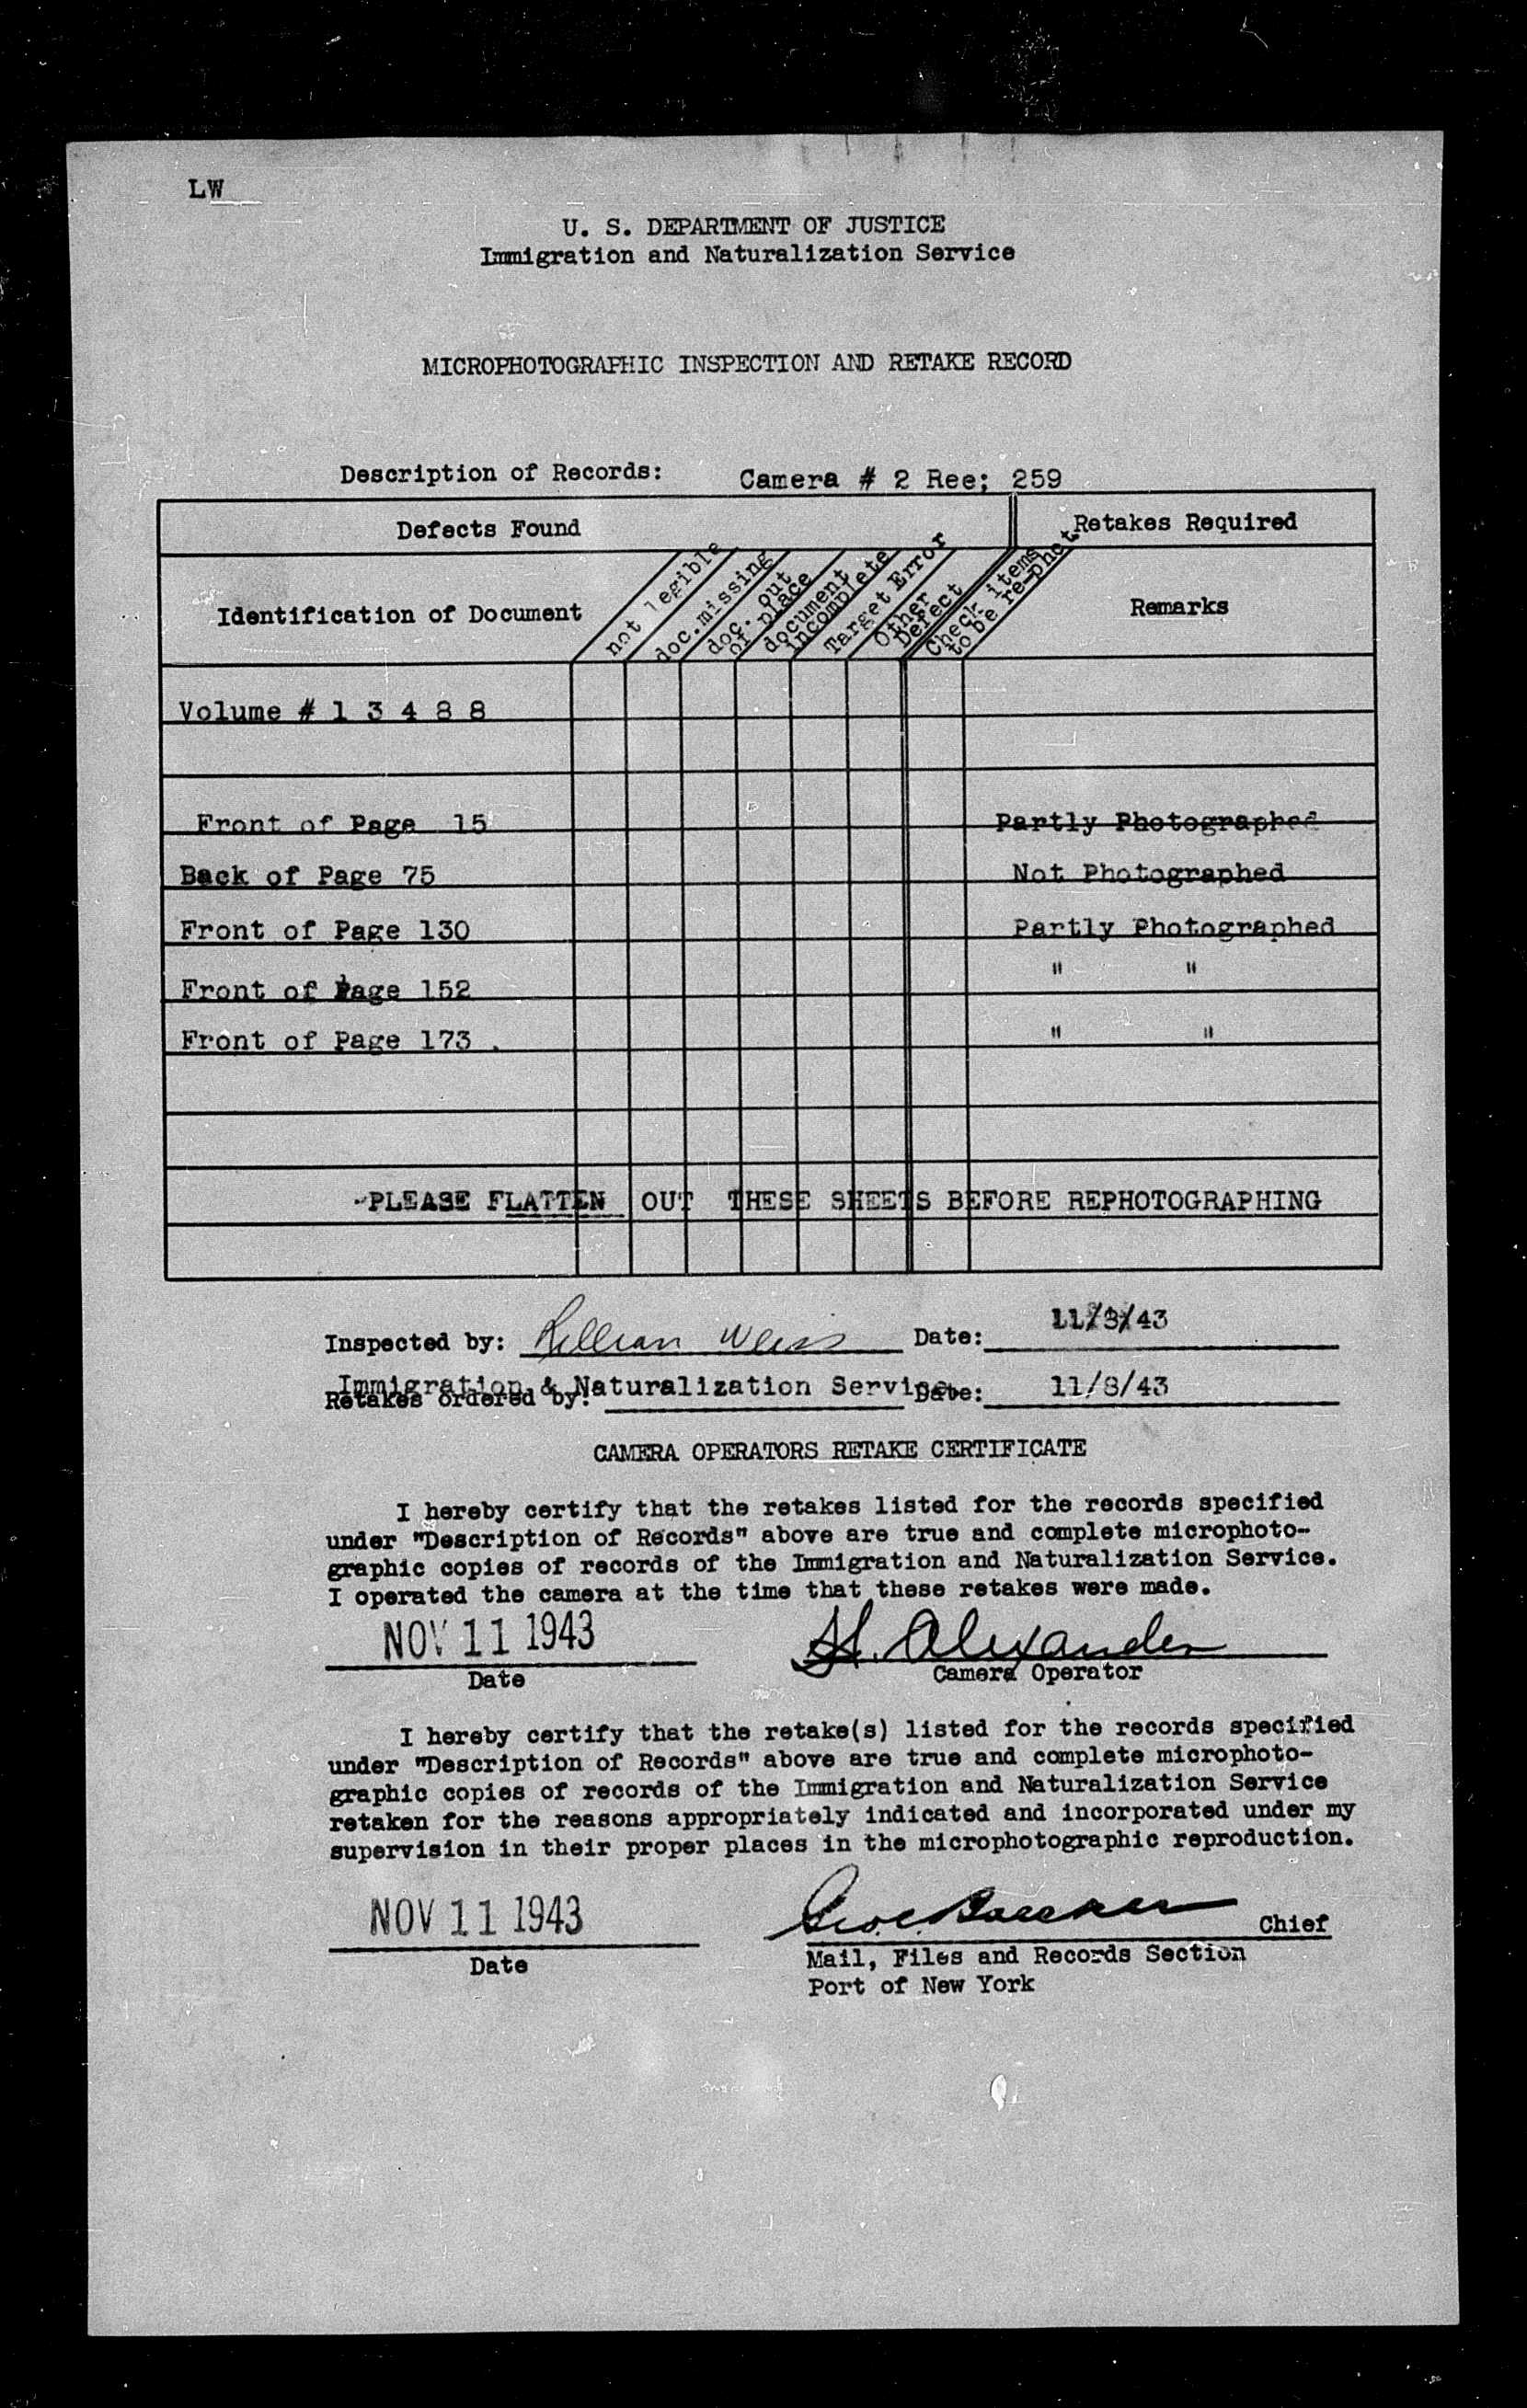 LW
U. S. DEPARTMENT OF JUSTICE
Immigration and Naturalization Service
MICROPHOTOGRAPHIC INSPECTION AND RETAKE RECORD
Description of Records: Camera # 2 Ree; 259
Defects Found Retakes Required
Identification of Document not legible doc.missing doc. out of place document incomplete Target Error Other Defect Check items to be re-phot. Remarks
Volume # 1 3 4 8 8
Front of Page 15 Partly Photographed
Back of Page 75 Not Photographed
Front of Page 130 Partly Photographed
Front of Page 152 " "
Front of Page 173 . " "
PLEASE FLATTEN OUT THESE SHEETS BEFORE REPHOTOGRAPHING
Inspected by: Lillian Weiss Date: 11/8/43
Immigration & Naturalization Service
Retakes ordered by: Date: 11/8/43
CAMERA OPERATORS RETAKE CERTIFICATE
I hereby certify that the retakes listed for the records specified
under "Description of Records" above are true and complete microphoto-
graphic copies of records of the Immigration and Naturalization Service.
I operated the camera at the time that these retakes were made.
NOV 11 1943 H. Alexander
Date Camera Operator
I hereby certify that the retake(s) listed for the records specified
under "Description of Records" above are true and complete microphoto-
graphic copies of records of the Immigration and Naturalization Service
retaken for the reasons appropriately indicated and incorporated under my
supervision in their proper places in the microphotographic reproduction.
NOV 11 1943 Chief
Date Mail, Files and Records Section
Port of New York